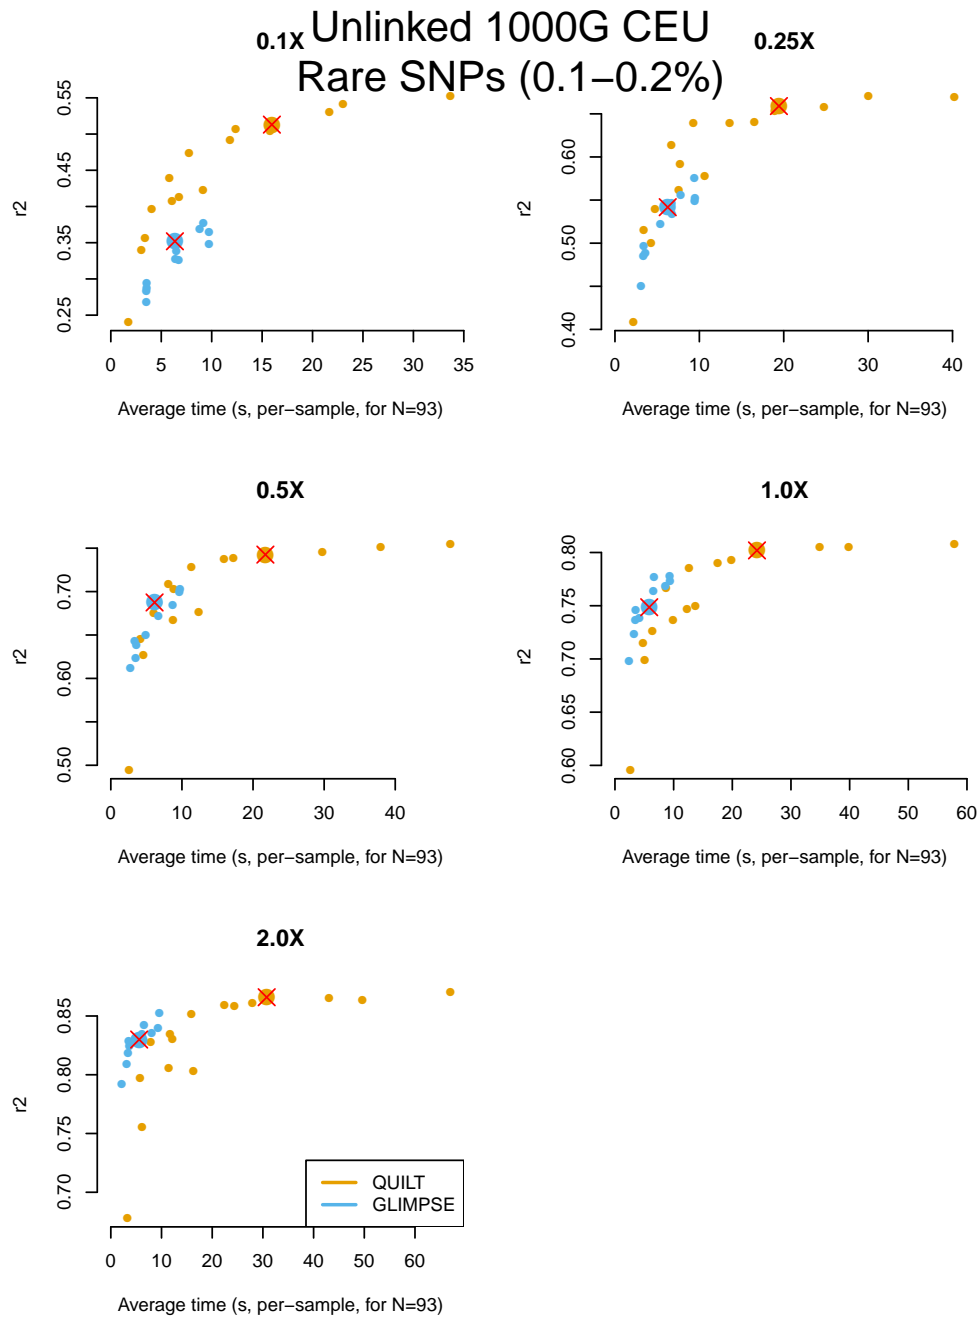 Unlinked 1000G CEU
Rare SNPs (0.1−0.2%)
0.1X
r2
0.25
0.35
0.45
0.55
0 5 10 15 20 25 30 35
Average time (s, per−sample, for N=93)
0.25X
r2
0.40
0.50
0.60
0 10 20 30 40
Average time (s, per−sample, for N=93)
0.5X
r2
0.50
0.60
0.70
0 10 20 30 40
Average time (s, per−sample, for N=93)
1.0X
r2
0.60
0.65
0.70
0.75
0.80
0 10 20 30 40 50 60
Average time (s, per−sample, for N=93)
2.0X
r2
0.70
0.75
0.80
0.85
0 10 20 30 40 50 60
Average time (s, per−sample, for N=93)
QUILT
GLIMPSE